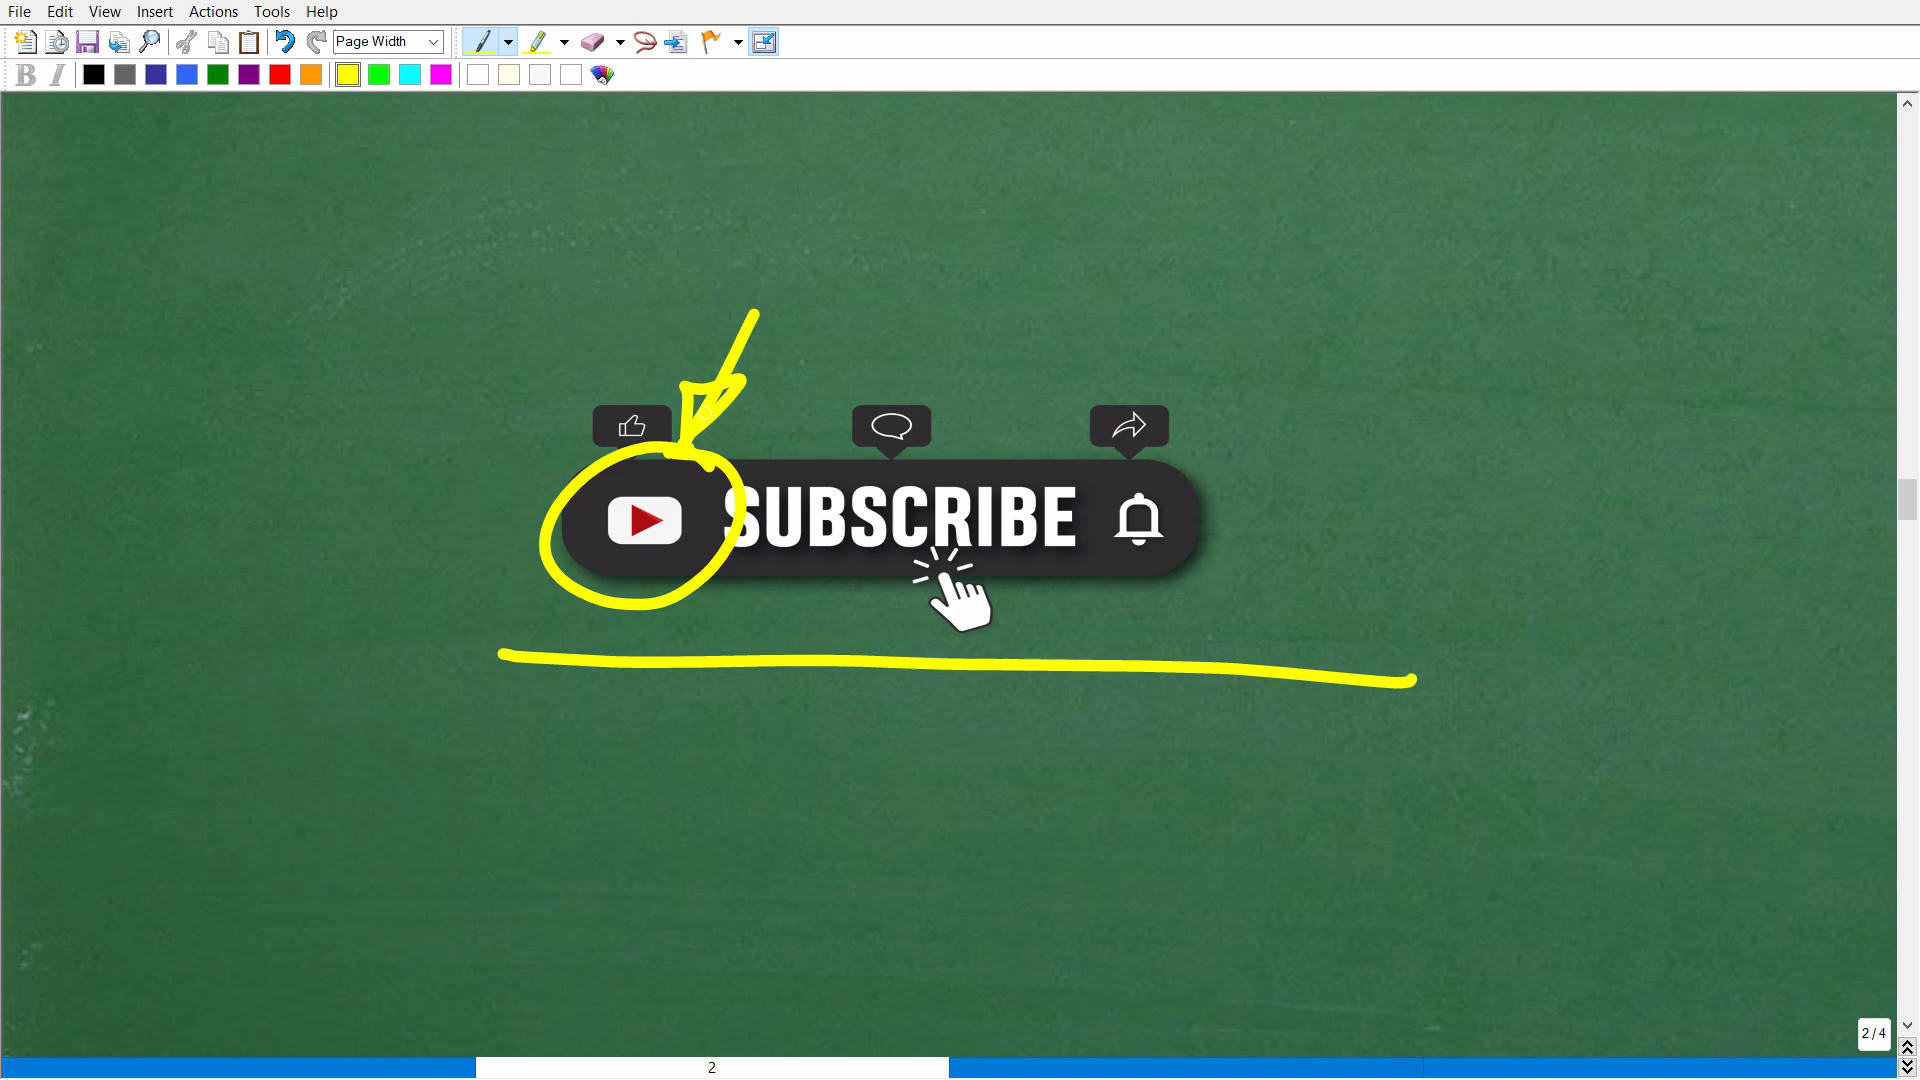 File Edit View Insert Actions Tools Help
Page Width
B I
SUBSCRIBE
2 / 4
2